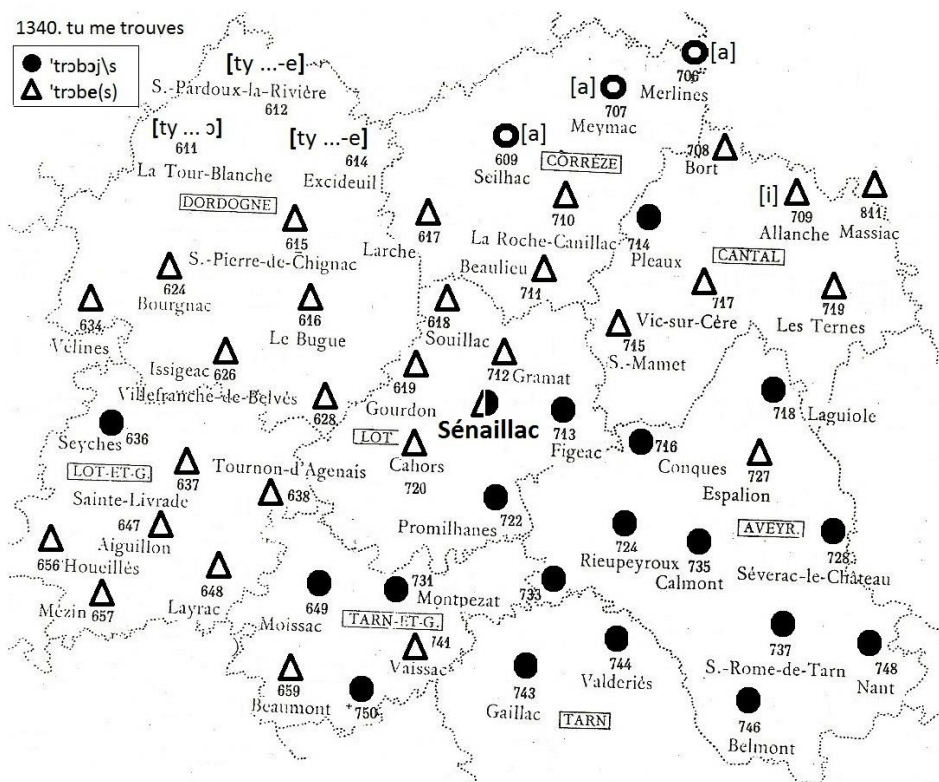 1340. tu me trouves
● 'trɔbɔj\s
△ 'trɔbe(s)
[ty ...-e]
S.-Pardoux-la-Rivière
612
[ty ... ɔ]
611
La Tour-Blanche
[ty ...-e]
614
Excideuil
DORDOGNE
615
S.-Pierre-de-Chignac
624
Bourgnac
634
Vélines
616
Le Bugue
Issigeac
626
Villefranche-de-Belvès
628
[a]
706
Merlines
[a]
707
Meymac
[a]
609
Seilhac
CORRÈZE
708
Bort
[i]
709
Allanche
811
Massiac
617
Larche
710
La Roche-Canillac
714
Pleaux
CANTAL
Beaulieu
711
717
Vic-sur-Cère
719
Les Ternes
618
Souillac
715
S.-Mamet
619
Gourdon
712
Gramat
Sénaillac
713
Figeac
LOT
Cahors
720
722
Promilhanes
718
Laguiole
716
Conques
727
Espalion
AVEYR.
724
Rieupeyroux
735
Calmont
728
Séverac-le-Château
733
Seyches 636
LOT-ET-G.
637
Sainte-Livrade
Tournon-d'Agenais
638
647
Aiguillon
656
Houeillès
Mézin 657
648
Layrac
649
Moissac
731
Montpezat
TARN-ET-G.
741
Vaissac
659
Beaumont
*750
743
Gaillac
744
Valderiès
TARN
737
S.-Rome-de-Tarn
748
Nant
746
Belmont